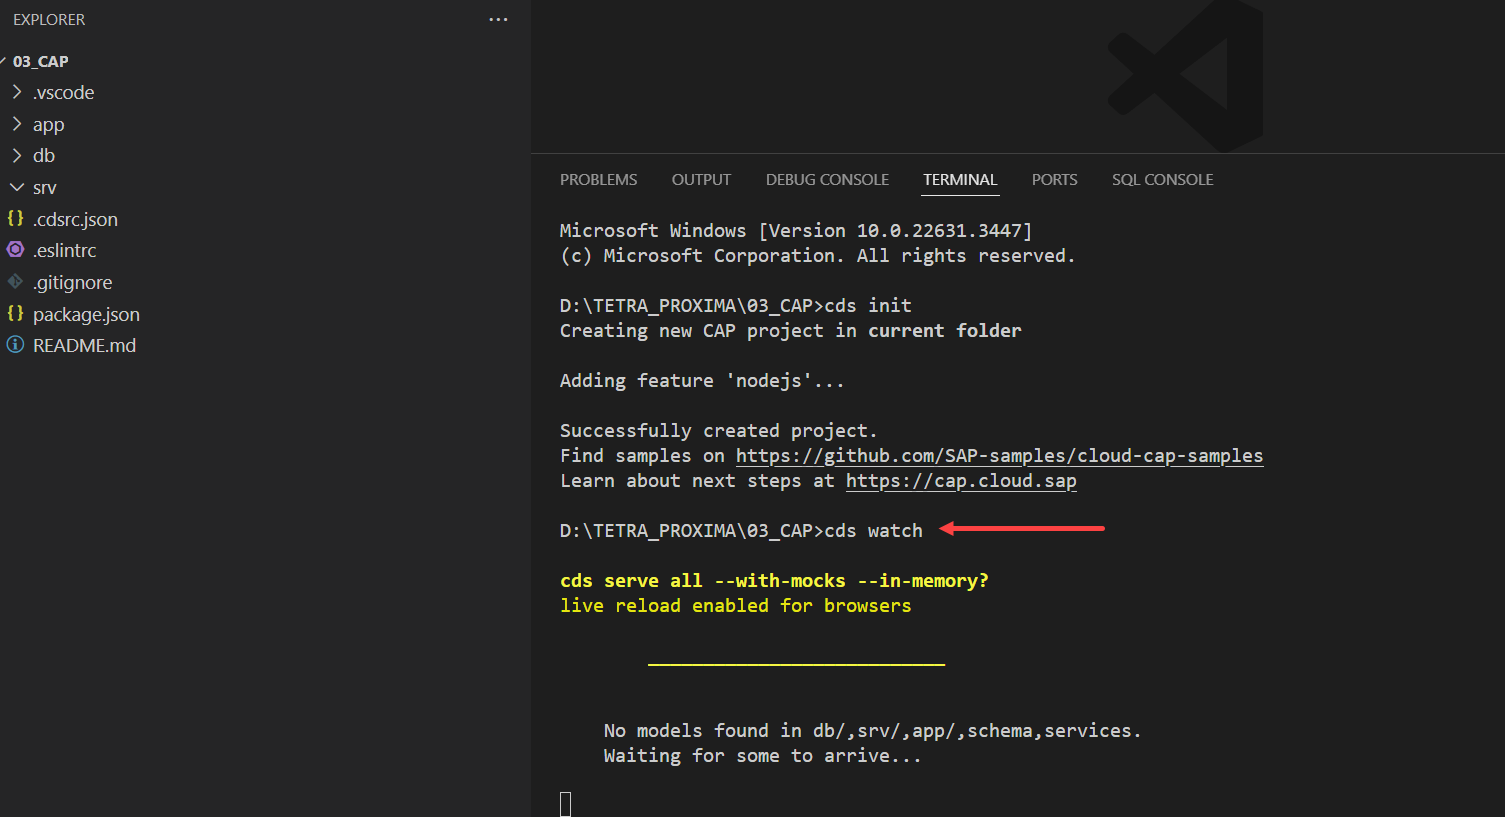 EXPLORER
03_CAP
.vscode
app
db
srv
.cdsrc.json
.eslintrc
.gitignore
package.json
README.md
PROBLEMS OUTPUT DEBUG CONSOLE TERMINAL PORTS SQL CONSOLE
Microsoft Windows [Version 10.0.22631.3447]
(c) Microsoft Corporation. All rights reserved.
D:\TETRA_PROXIMA\03_CAP>cds init
Creating new CAP project in current folder
Adding feature 'nodejs'...
Successfully created project.
Find samples on https://github.com/SAP-samples/cloud-cap-samples
Learn about next steps at https://cap.cloud.sap
D:\TETRA_PROXIMA\03_CAP>cds watch
cds serve all --with-mocks --in-memory?
live reload enabled for browsers
___________________________
No models found in db/,srv/,app/,schema,services.
Waiting for some to arrive...